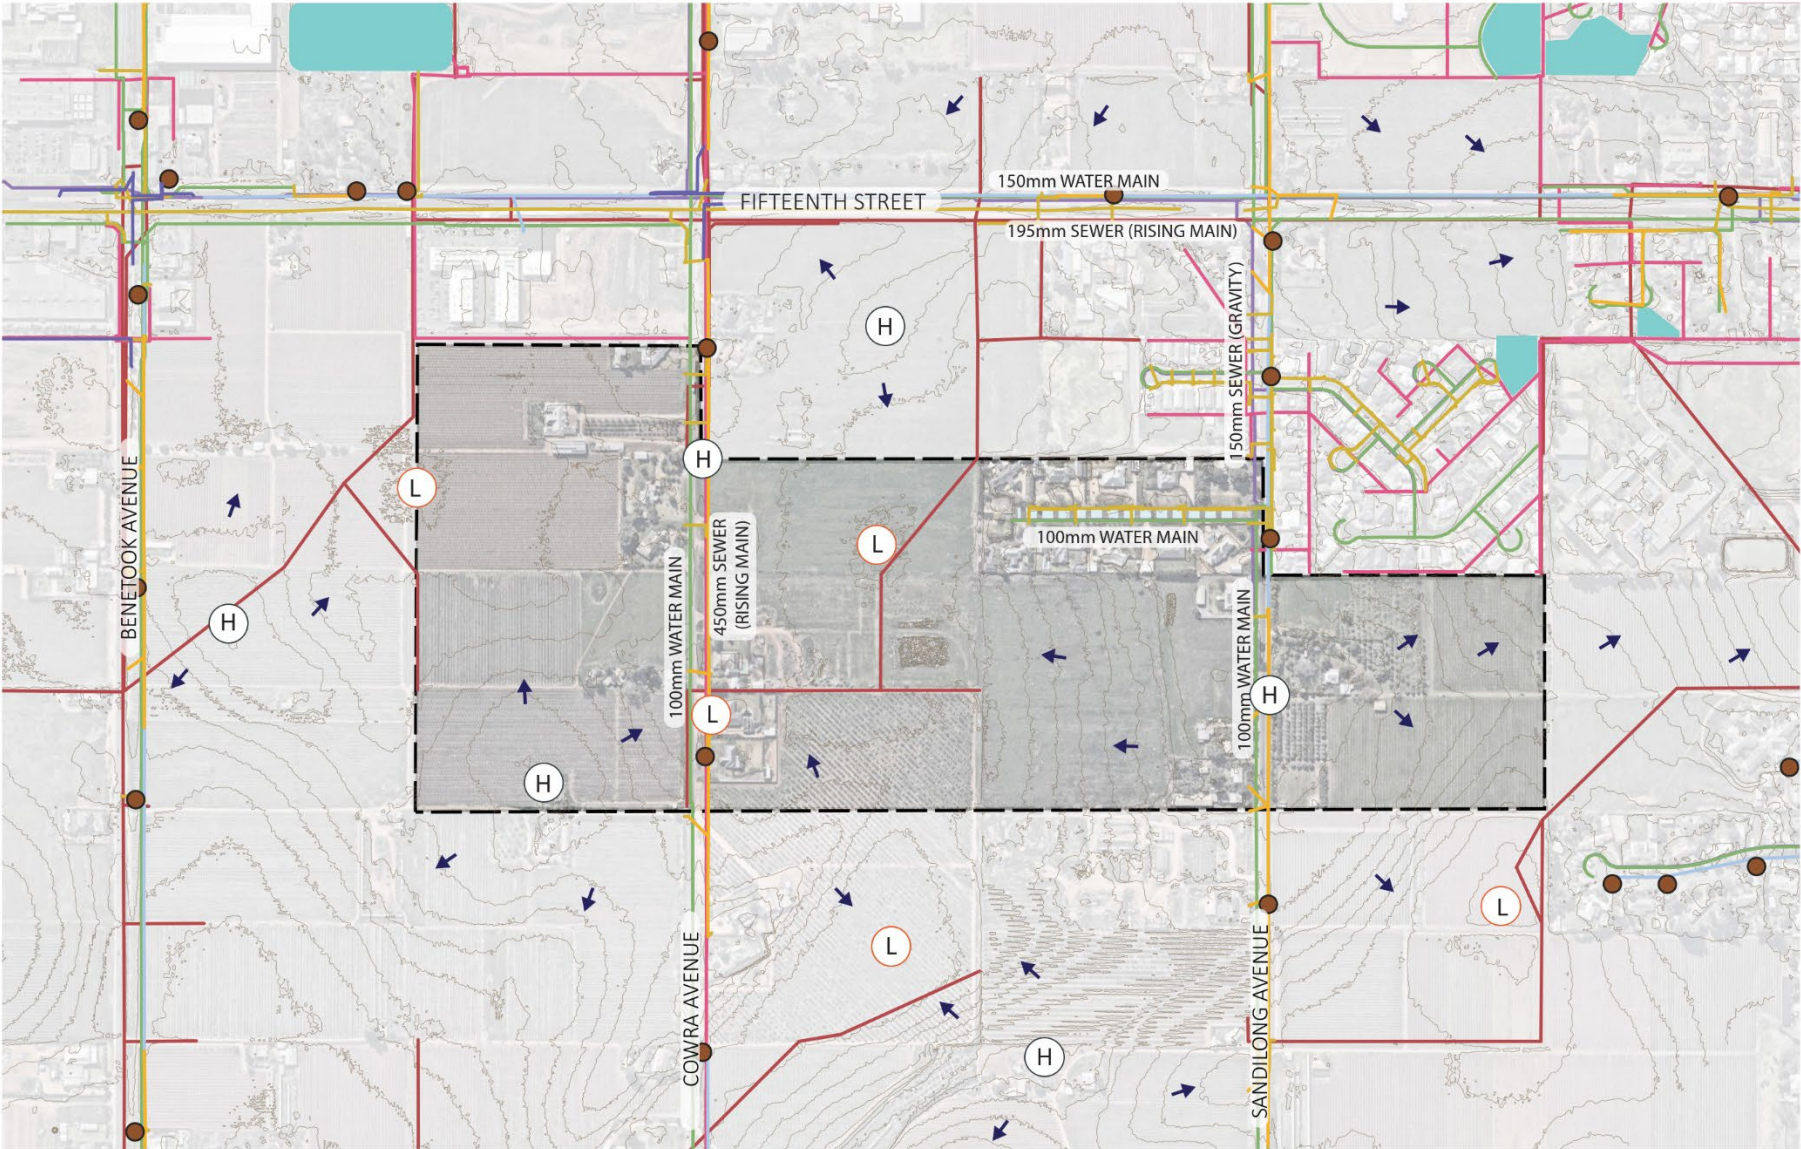 150mm WATER MAIN
FIFTEENTH STREET
195mm SEWER (RISING MAIN)
150mm SEWER (GRAVITY)
H
H
L
L
BENETOOK AVENUE
100mm WATER MAIN
450mm SEWER
(RISING MAIN)
100mm WATER MAIN
H
100mm WATER MAIN
H
L
H
L
L
COWRA AVENUE
SANDILONG AVENUE
H